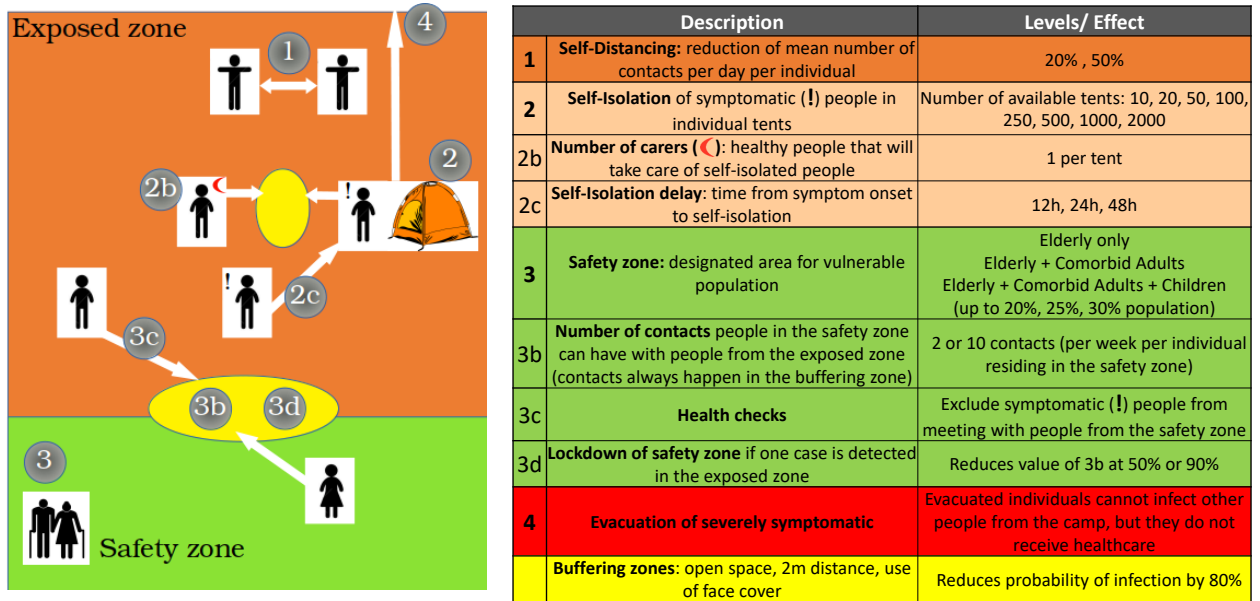 Exposed zone
4
1
2
2b
!
!
2c
3c
3b
3d
3
Safety zone
Description
Levels/ Effect
1
Self-Distancing: reduction of mean number of
contacts per day per individual
20% , 50%
2
Self-Isolation of symptomatic (!) people in
individual tents
Number of available tents: 10, 20, 50, 100,
250, 500, 1000, 2000
2b
Number of carers (☾): healthy people that will
take care of self-isolated people
1 per tent
2c
Self-Isolation delay: time from symptom onset
to self-isolation
12h, 24h, 48h
3
Safety zone: designated area for vulnerable
population
Elderly only
Elderly + Comorbid Adults
Elderly + Comorbid Adults + Children
(up to 20%, 25%, 30% population)
3b
Number of contacts people in the safety zone
can have with people from the exposed zone
(contacts always happen in the buffering zone)
2 or 10 contacts (per week per individual
residing in the safety zone)
3c
Health checks
Exclude symptomatic (!) people from
meeting with people from the safety zone
3d
Lockdown of safety zone if one case is detected
in the exposed zone
Reduces value of 3b at 50% or 90%
4
Evacuation of severely symptomatic
Evacuated individuals cannot infect other
people from the camp, but they do not
receive healthcare
Buffering zones: open space, 2m distance, use
of face cover
Reduces probability of infection by 80%